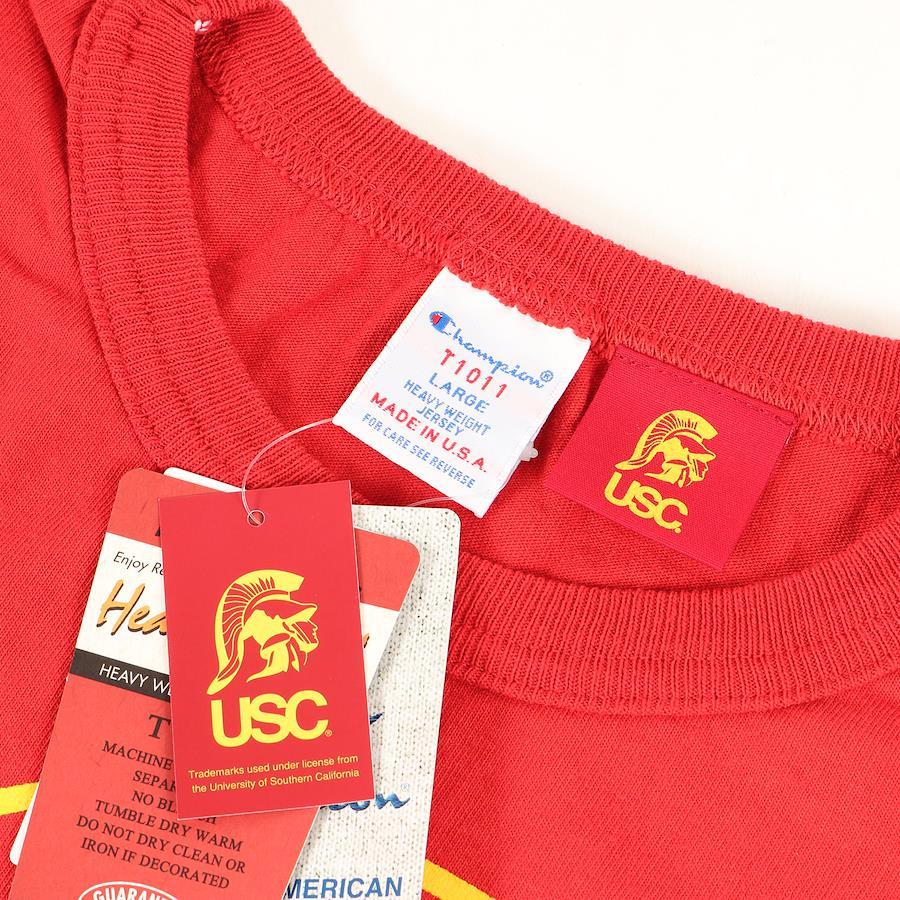 Champion®
T1011
LARGE
HEAVY WEIGHT
JERSEY
MADE IN U.S.A.
FOR CARE SEE REVERSE
USC.
Enjoy
HEAVY
MACHINE
NO
TUMBLE DRY WARM
DO NOT DRY CLEAN OR
IRON IF DECORATED
USC®
Trademarks used under license from
the University of Southern California